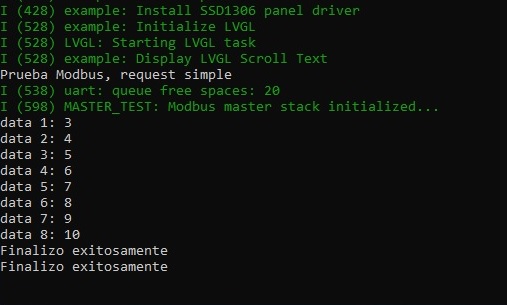 I (428) example: Install SSD1306 panel driver
I (528) example: Initialize LVGL
I (528) LVGL: Starting LVGL task
I (528) example: Display LVGL Scroll Text
Prueba Modbus, request simple
I (538) uart: queue free spaces: 20
I (598) MASTER_TEST: Modbus master stack initialized...
data 1: 3
data 2: 4
data 3: 5
data 4: 6
data 5: 7
data 6: 8
data 7: 9
data 8: 10
Finalizo exitosamente
Finalizo exitosamente